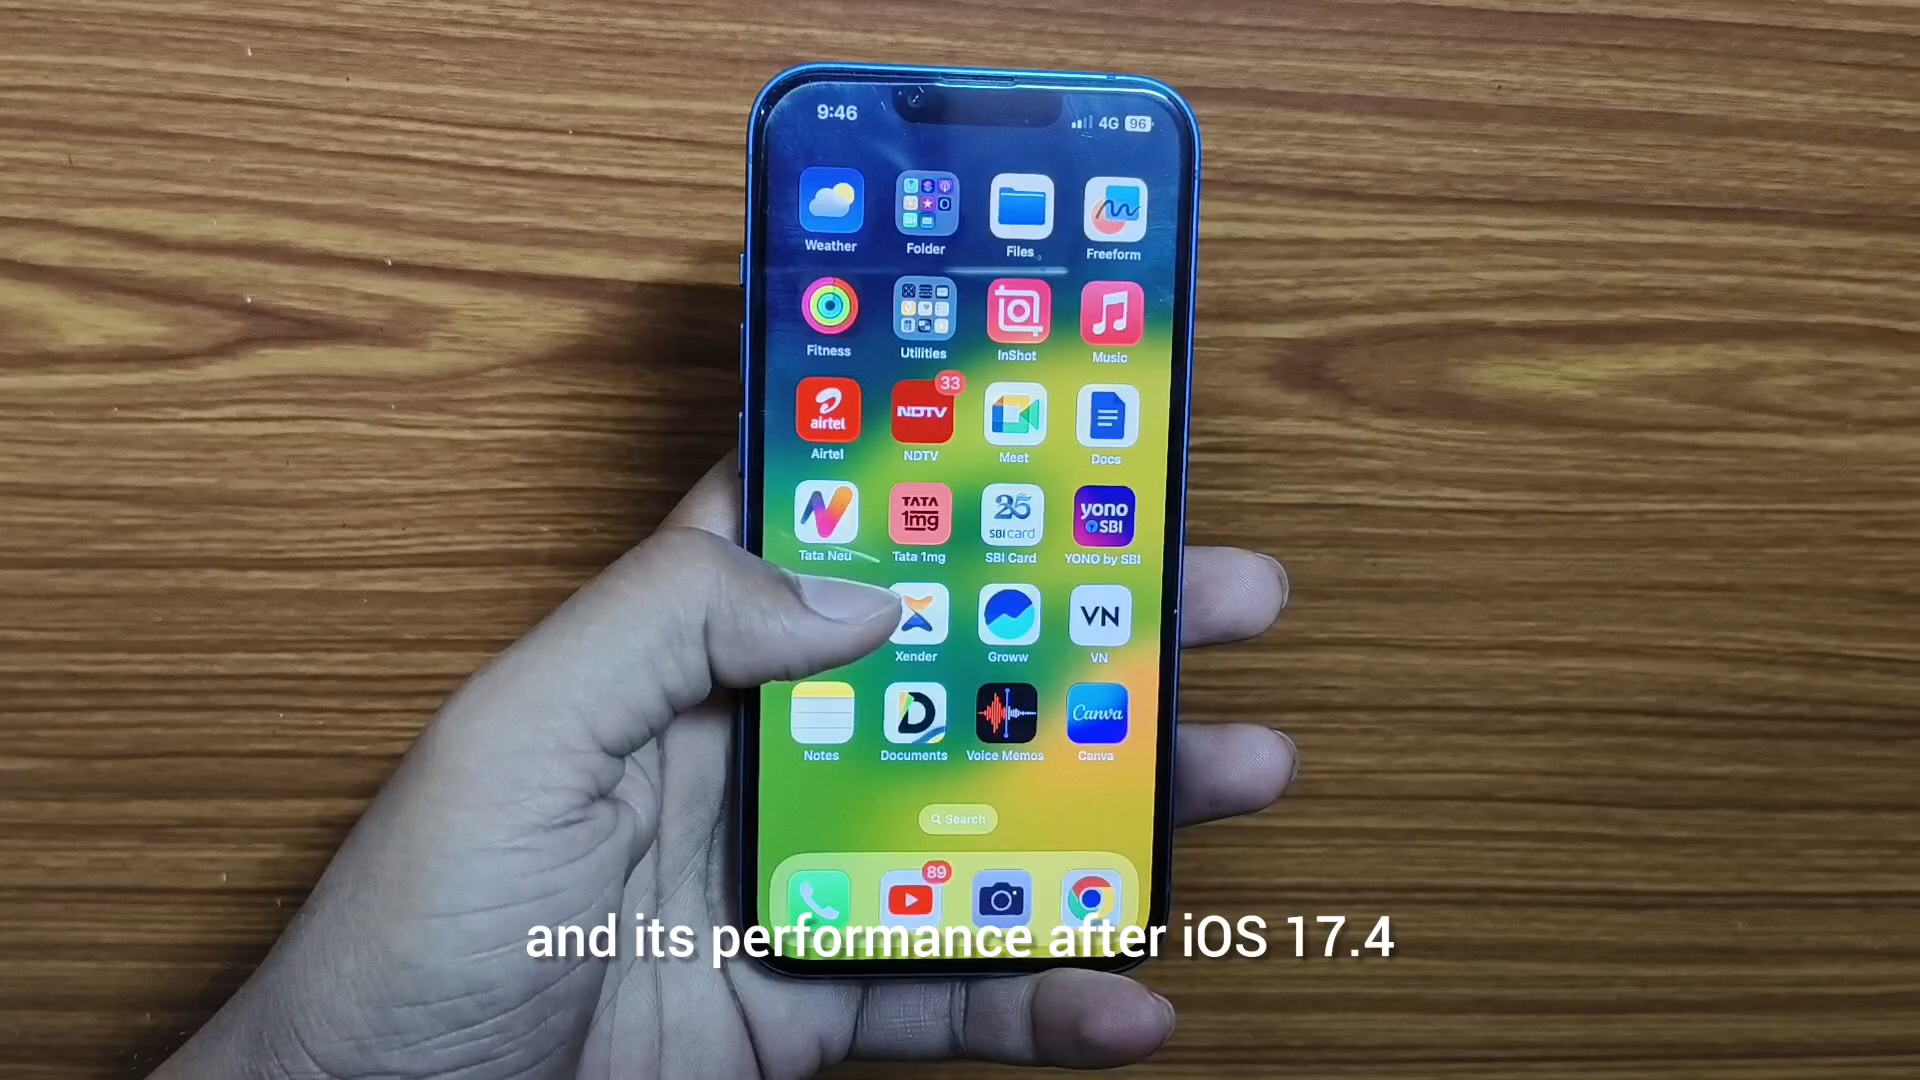 9:46
4G 96
Weather
Folder
Files
Freeform
Fitness
Utilities
InShot
Music
33
airtel
NDTV
Airtel
NDTV
Meet
Docs
TATA
1mg
25
SBI card
yono
SBI
Tata Neu
Tata 1mg
SBI Card
YONO by SBI
VN
Xender
Groww
VN
D
Canva
Notes
Documents
Voice Memos
Canva
Search
89
and its performance after iOS 17.4